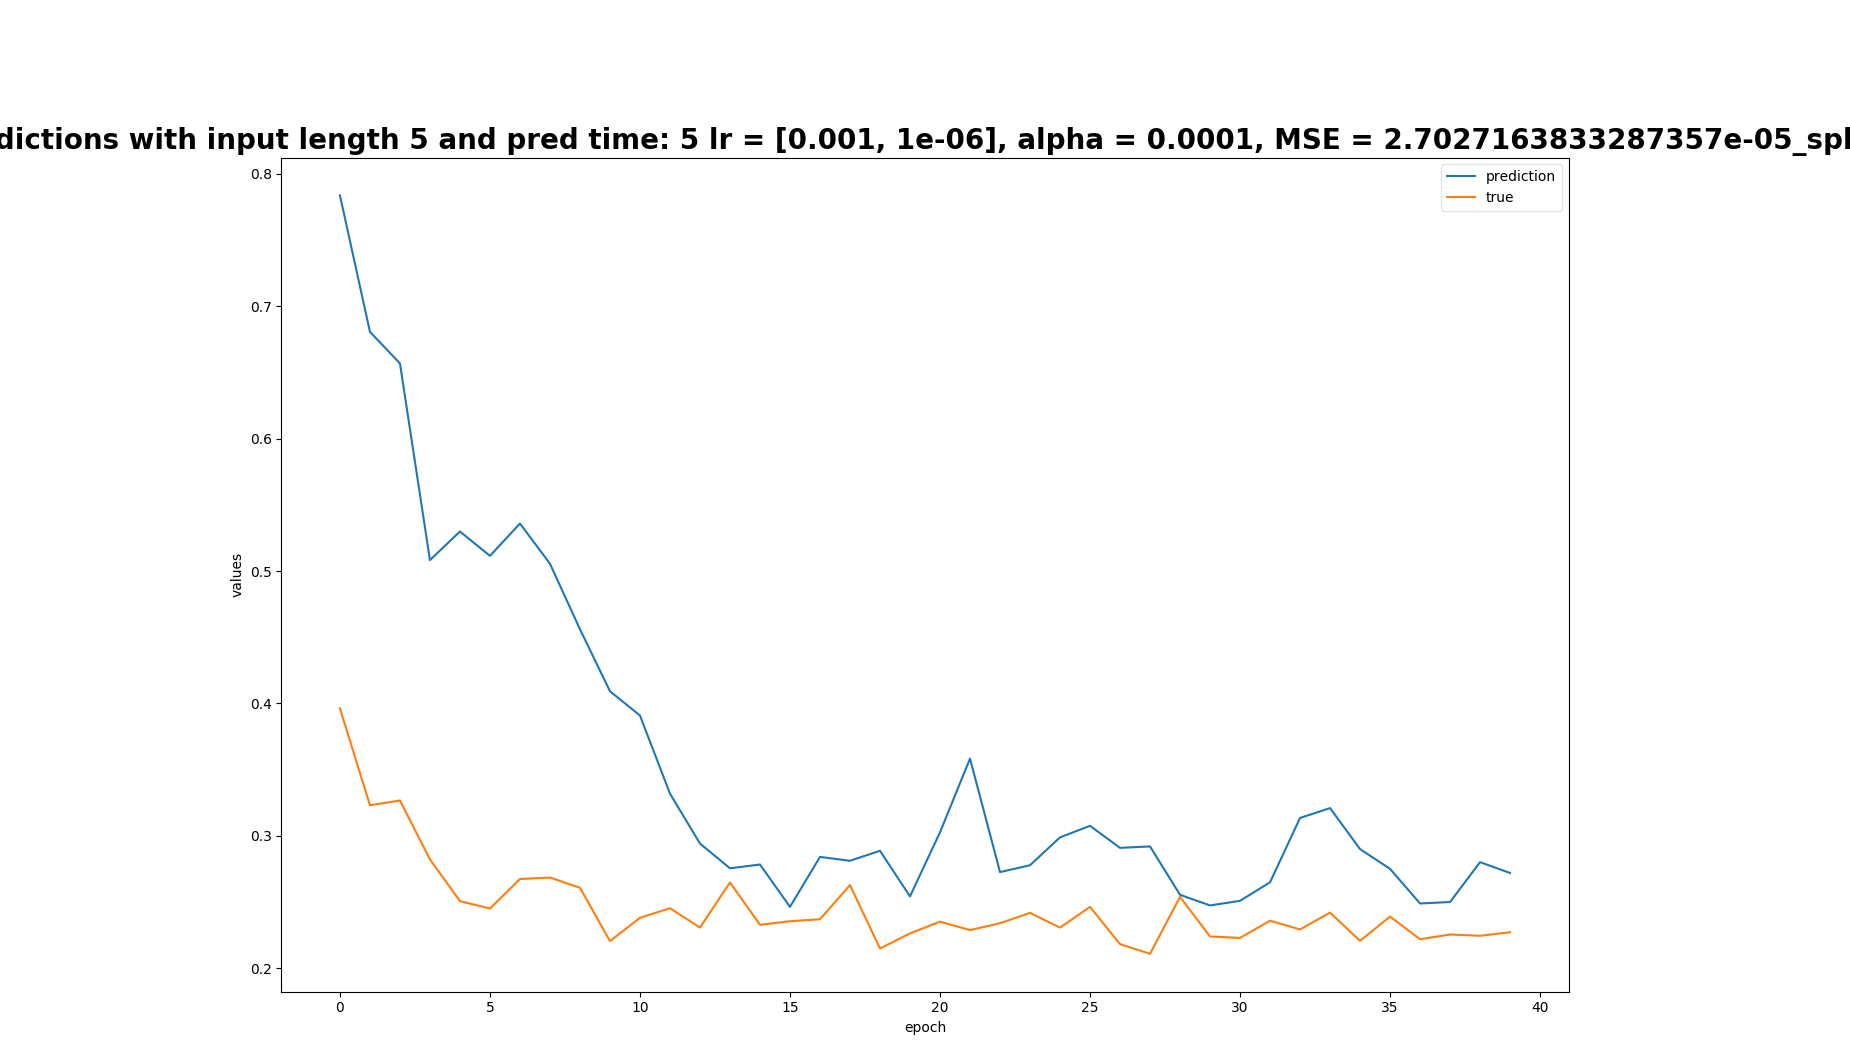 dictions with input length 5 and pred time: 5 lr = [0.001, 1e-06], alpha = 0.0001, MSE = 2.7027163833287357e-05_spl
prediction
true
0.8
0.7
0.6
0.5
0.4
0.3
0.2
values
0 5 10 15 20 25 30 35 40
epoch